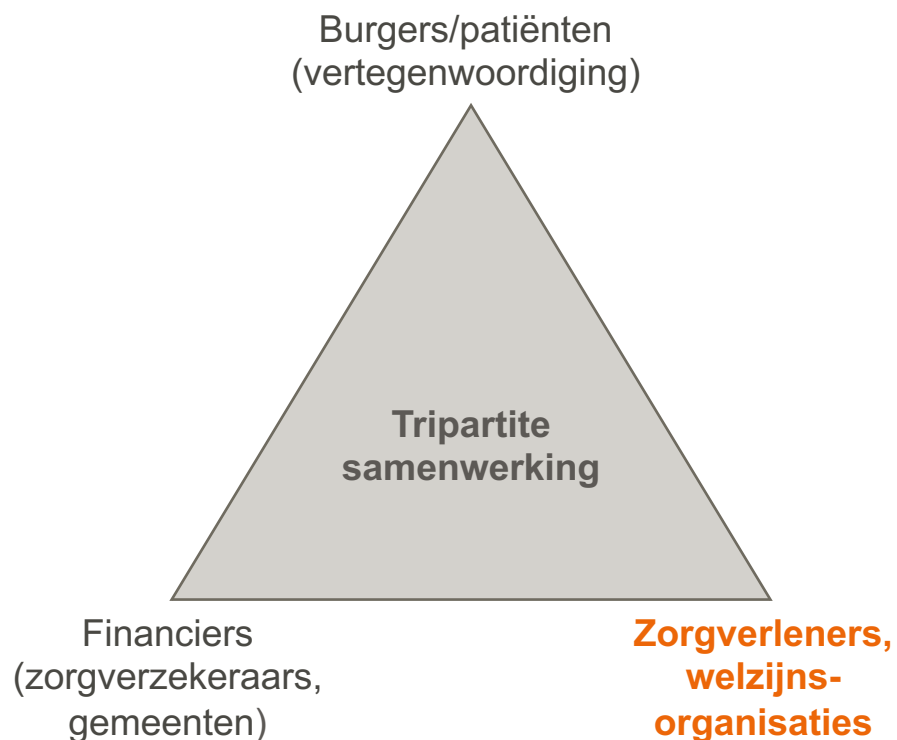 Burgers/patiënten
(vertegenwoordiging)
Tripartite
samenwerking
Financiers
(zorgverzekeraars,
gemeenten)
Zorgverleners,
welzijns-
organisaties